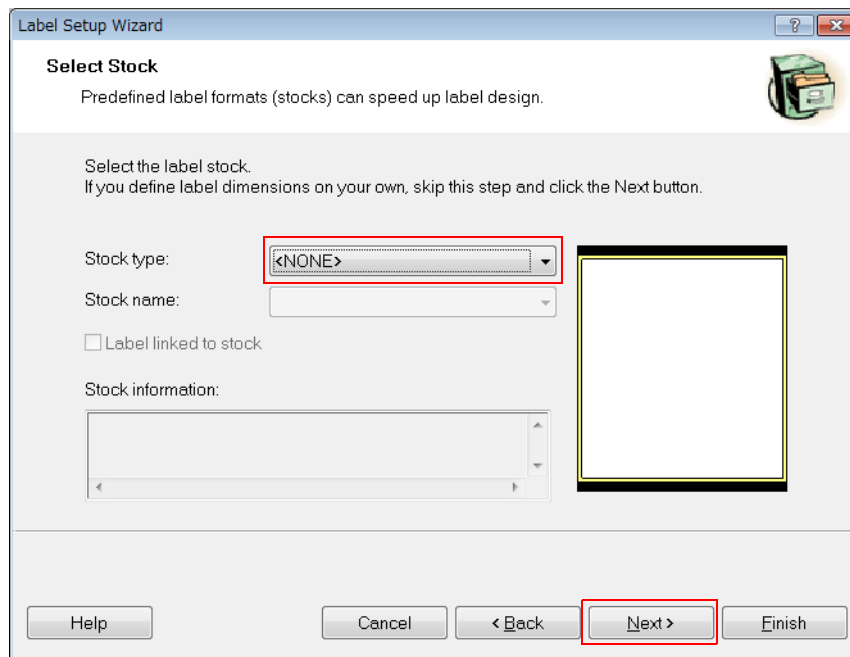 Label Setup Wizard
Select Stock
Predefined label formats (stocks) can speed up label design.
Select the label stock.
If you define label dimensions on your own, skip this step and click the Next button.
Stock type: <NONE>
Stock name:
Label linked to stock
Stock information:
Help Cancel < Back Next > Finish